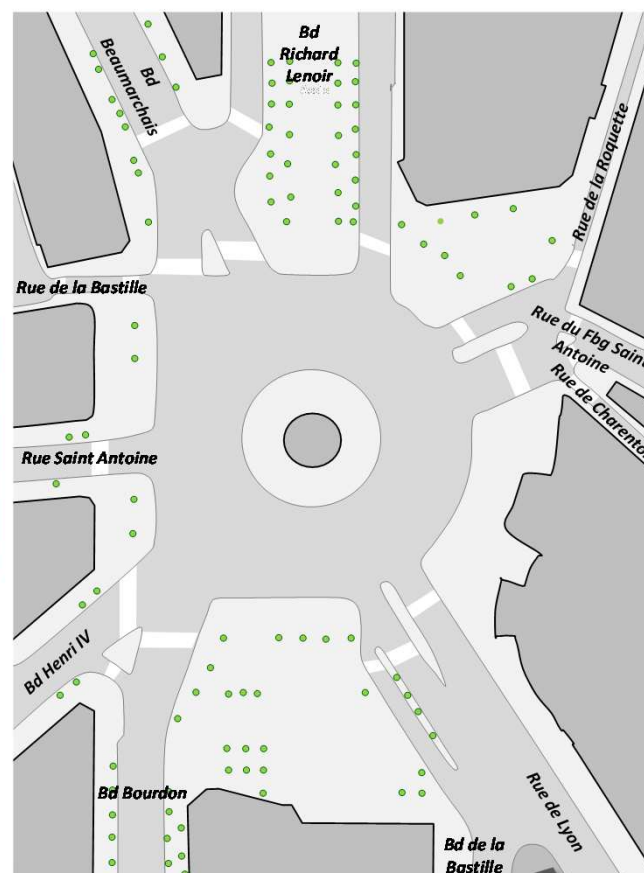 Bd
Richard
Lenoir
Bd
Beaumarchais
Rue de la Roquette
Rue de la Bastille
Rue du Fbg Saint
Antoine
Rue de Charenton
Rue Saint Antoine
Bd Henri IV
Bd Bourdon
Rue de Lyon
Bd de la
Bastille